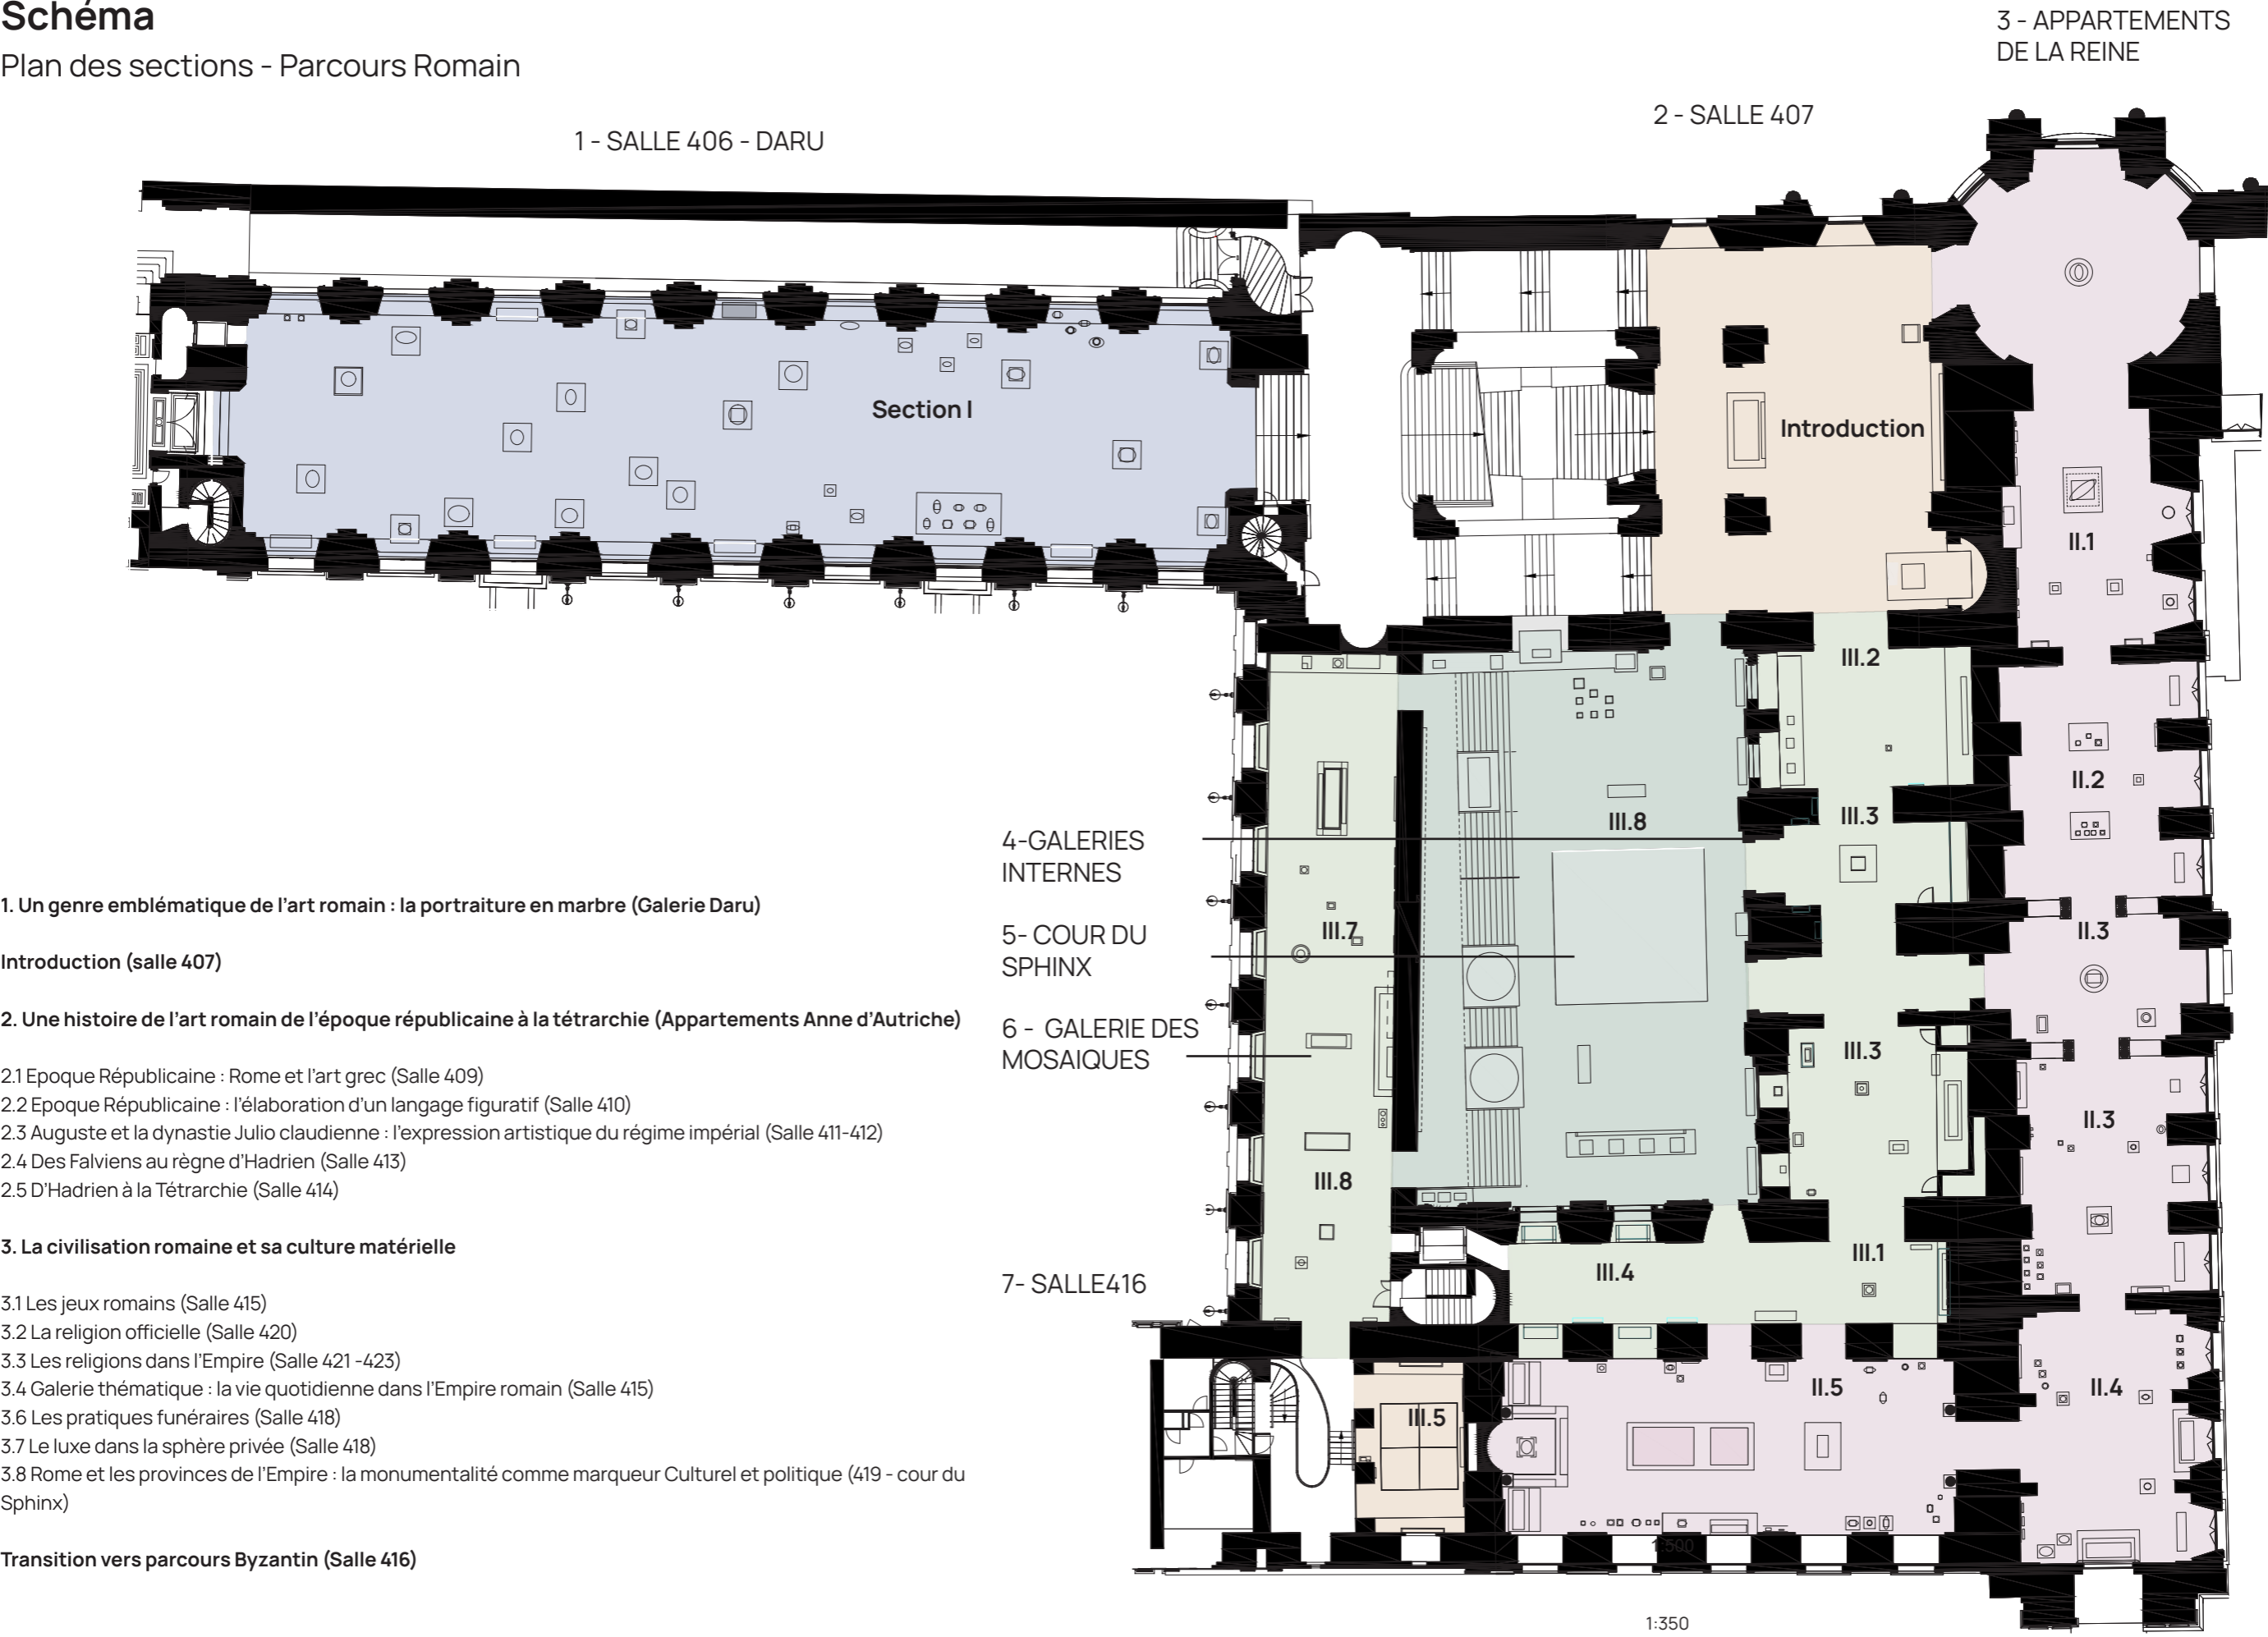 Schéma
Plan des sections - Parcours Romain
3 - APPARTEMENTS
DE LA REINE
2 - SALLE 407
1 - SALLE 406 - DARU
Section I
Introduction
II.1
III.2
II.2
III.3
III.8
4-GALERIES
INTERNES
III.7
II.3
5- COUR DU
SPHINX
6 - GALERIE DES
MOSAIQUES
III.3
II.3
III.8
III.1
III.4
7- SALLE416
II.5
II.4
III.5
1:500
1:350
1. Un genre emblématique de l'art romain : la portraiture en marbre (Galerie Daru)
Introduction (salle 407)
2. Une histoire de l'art romain de l'époque républicaine à la tétrarchie (Appartements Anne d'Autriche)
2.1 Epoque Républicaine : Rome et l'art grec (Salle 409)
2.2 Epoque Républicaine : l'élaboration d'un langage figuratif (Salle 410)
2.3 Auguste et la dynastie Julio claudienne : l'expression artistique du régime impérial (Salle 411-412)
2.4 Des Falviens au règne d'Hadrien (Salle 413)
2.5 D'Hadrien à la Tétrarchie (Salle 414)
3. La civilisation romaine et sa culture matérielle
3.1 Les jeux romains (Salle 415)
3.2 La religion officielle (Salle 420)
3.3 Les religions dans l'Empire (Salle 421 -423)
3.4 Galerie thématique : la vie quotidienne dans l'Empire romain (Salle 415)
3.6 Les pratiques funéraires (Salle 418)
3.7 Le luxe dans la sphère privée (Salle 418)
3.8 Rome et les provinces de l'Empire : la monumentalité comme marqueur Culturel et politique (419 - cour du
Sphinx)
Transition vers parcours Byzantin (Salle 416)